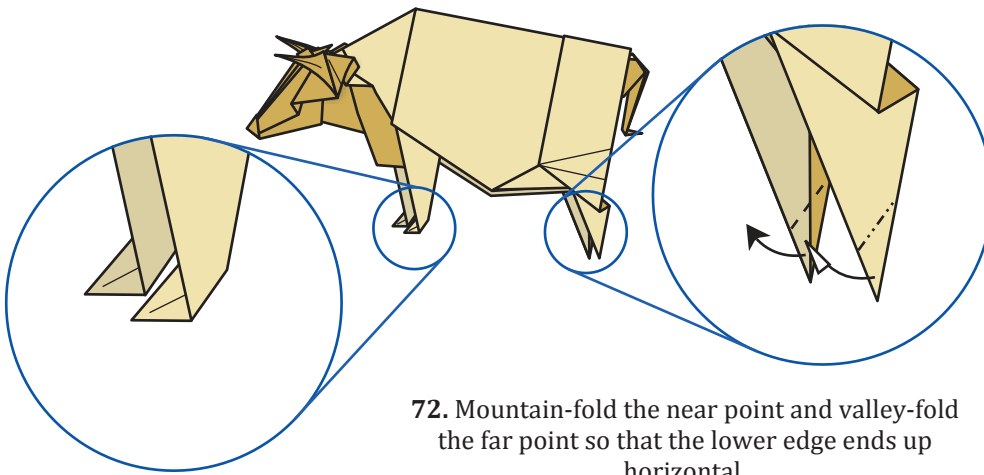 72. Mountain-fold the near point and valley-fold
the far point so that the lower edge ends up
horizontal